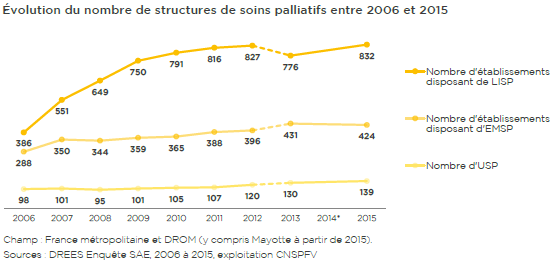 Évolution du nombre de structures de soins palliatifs entre 2006 et 2015
386 551 649 750 791 816 827 776 832
Nombre d'établissements
disposant de LISP
288 350 344 359 365 388 396 431 424
Nombre d'établissements
disposant d'EMSP
98 101 95 101 105 107 120 130 139
Nombre d'USP
2006 2007 2008 2009 2010 2011 2012 2013 2014* 2015
Champ : France métropolitaine et DROM (y compris Mayotte à partir de 2015).
Sources : DREES Enquête SAE, 2006 à 2015, exploitation CNSPFV